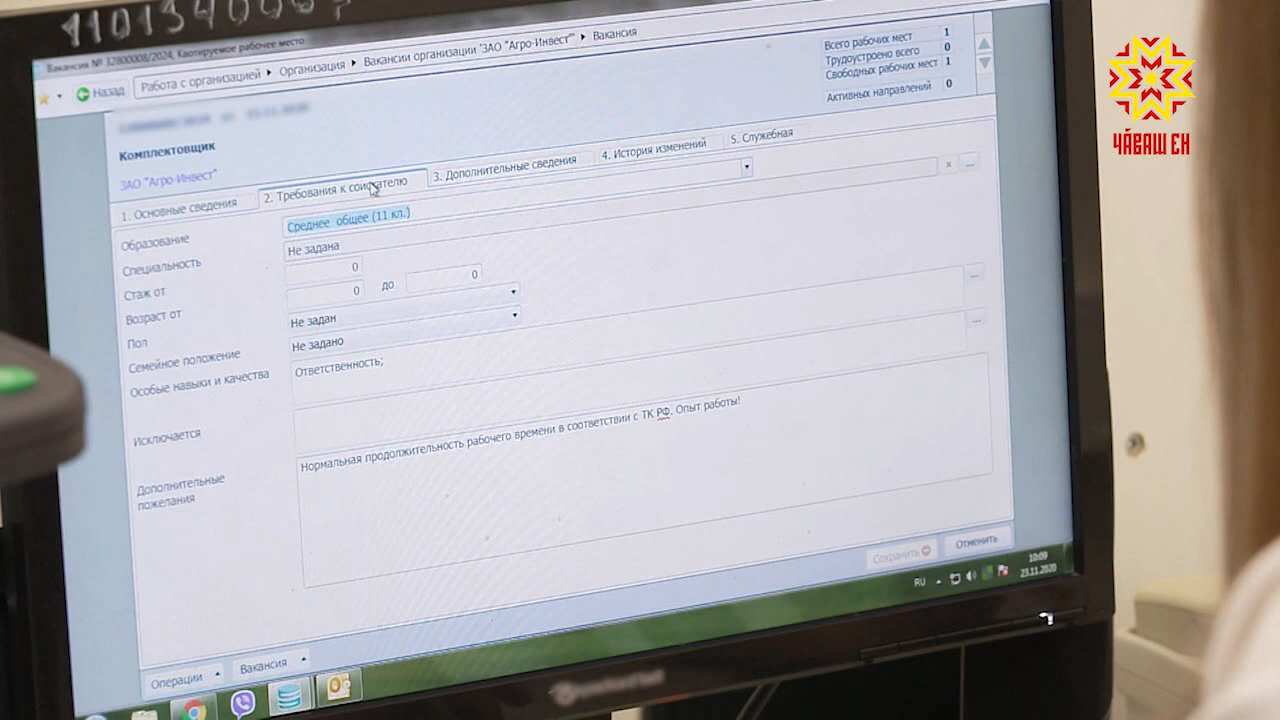 Вакансия № 32800008/2024, Квотируемое рабочее место
Назад
Работа с организацией ▸ Организация ▸ Вакансии организации "ЗАО "Агро-Инвест"" ▸ Вакансия
Всего рабочих мест 1
Трудоустроено всего 0
Свободных рабочих мест 1
Активных направлений 0
Комплектовщик
ЗАО "Агро-Инвест"
1. Основные сведения
2. Требования к соискателю
3. Дополнительные сведения
4. История изменений
5. Служебная
Образование Среднее общее (11 кл.)
Специальность Не задана
x ...
Стаж от 0
Возраст от 0 до 0
Пол Не задан
Семейное положение Не задано
Особые навыки и качества Ответственность;
...
Исключается
...
Дополнительные
пожелания
Нормальная продолжительность рабочего времени в соответствии с ТК РФ. Опыт работы!
Сохранить
Отменить
Операции
Вакансия
RU
10:09
23.11.2020
ЧӐВАШ ЕН